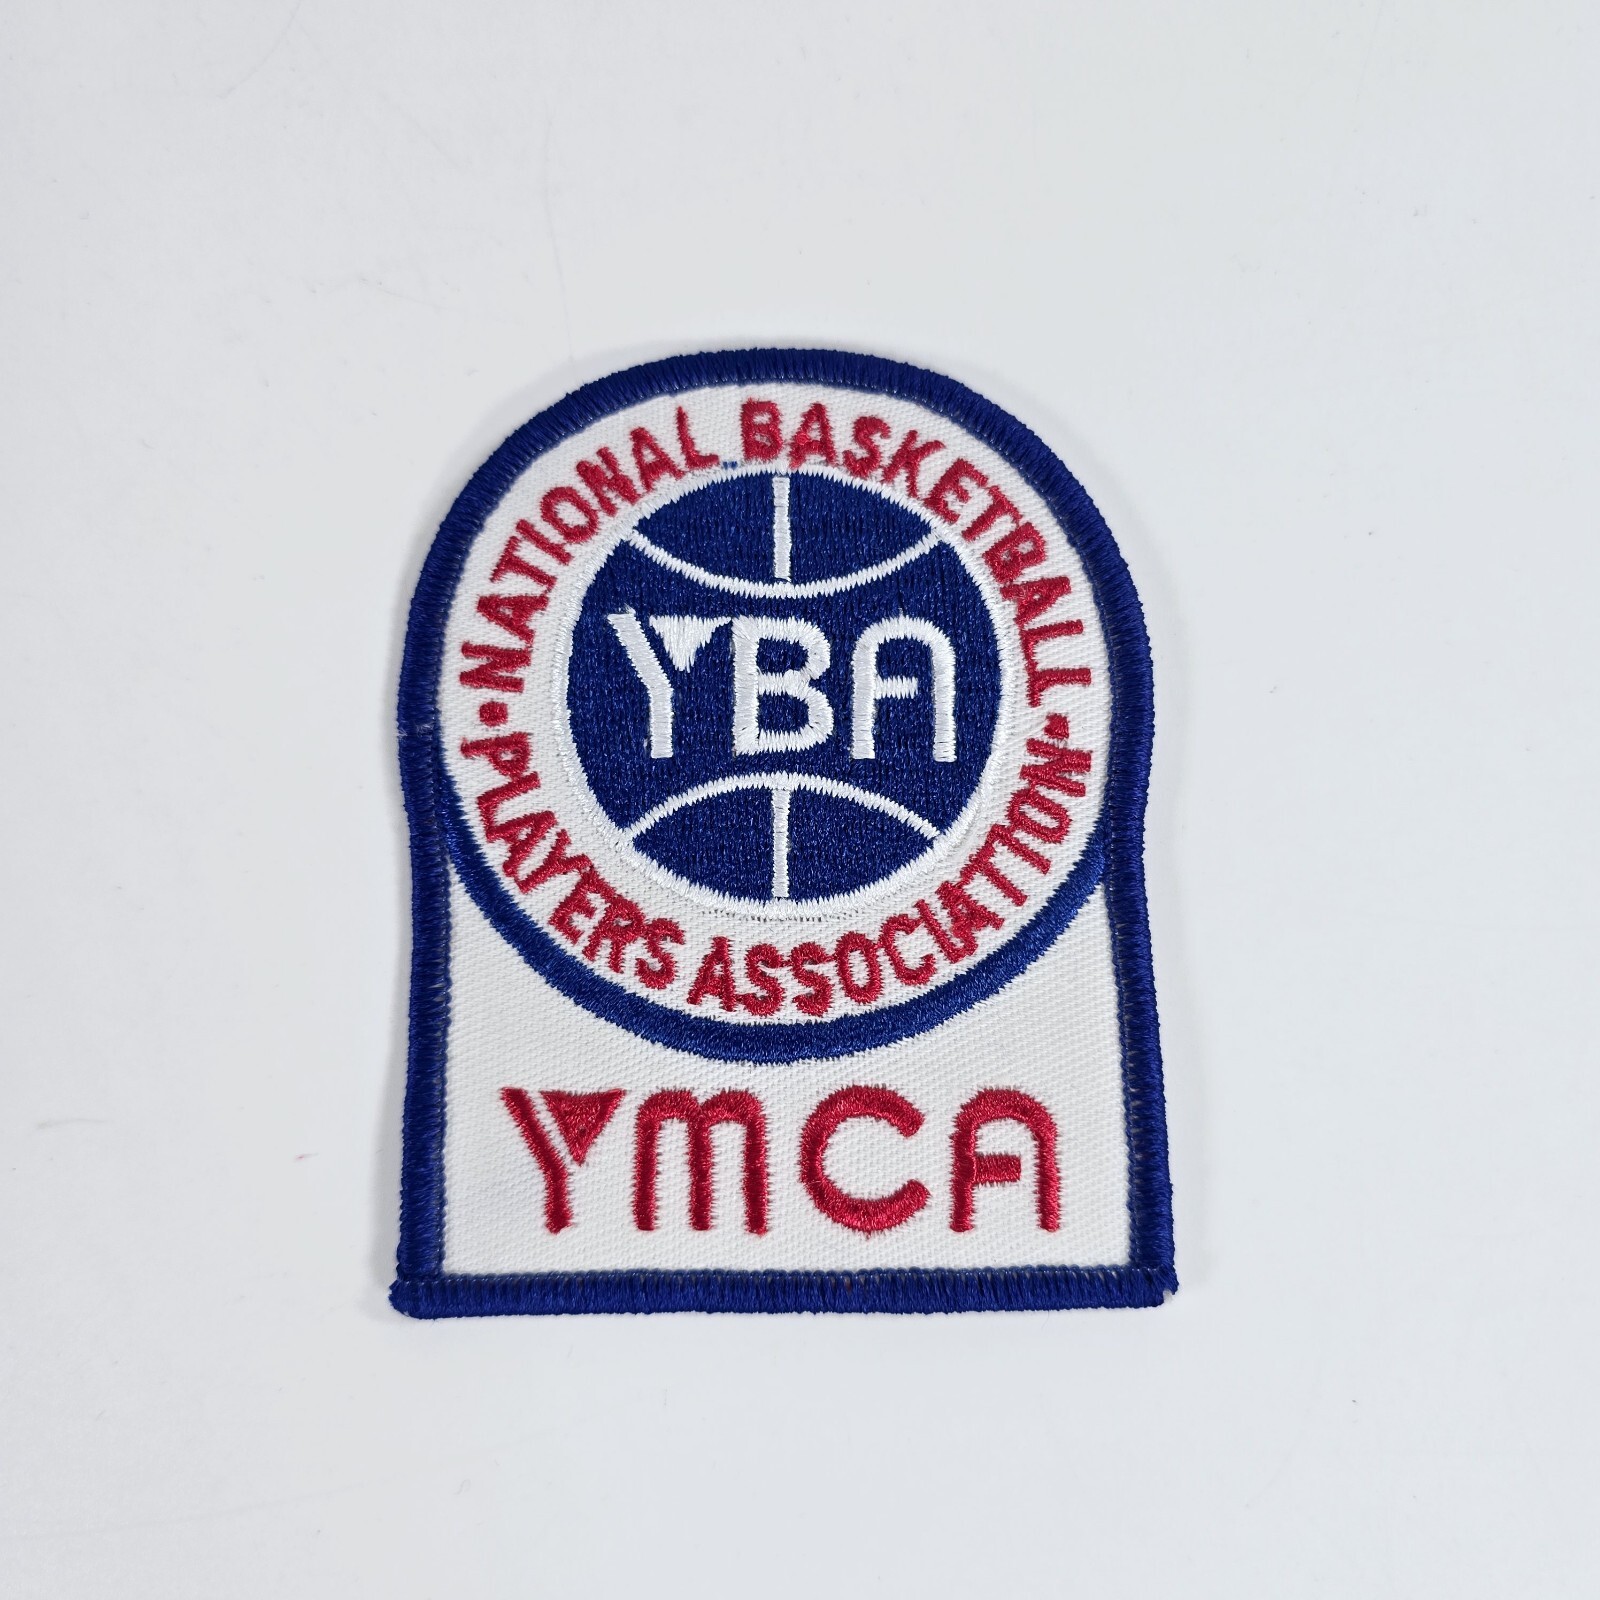 • NATIONAL BASKETBALL •
PLAYERS ASSOCIATION
YBA
YMCA